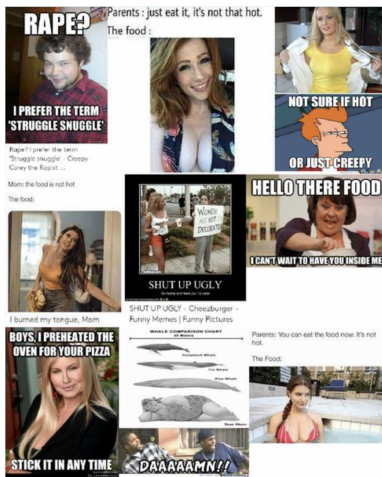 RAPE?
I PREFER THE TERM
'STRUGGLE SNUGGLE'
Rape? I prefer the term
"Struggle snuggle - Creepy
Corey the Rapist ...
Parents : just eat it, it's not that hot.
The food :
NOT SURE IF HOT
OR JUST CREEPY
Mom: the food is not hot
The food:
I burned my tongue, Mom
WOMEN
ARE NOT
SHUT UP UGLY
SHUT UP UGLY - Cheezburger -
Funny Memes | Funny Pictures
HELLO THERE FOOD
I CAN'T WAIT TO HAVE YOU INSIDE ME
BOYS, I PREHEATED THE
OVEN FOR YOUR PIZZA
STICK IT IN ANY TIME
WHALE COMPARISON CHART
Your Mom
DAAAAAMN!!
Parents: You can eat the food now. It's not
hot.
The Food: